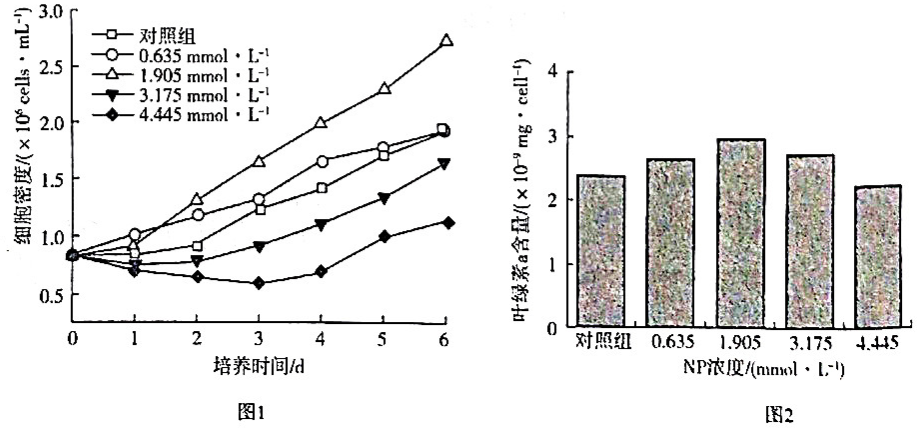 3.0
2.5
2.0
1.5
1.0
0.5
细胞密度/(×10⁶ cells·mL⁻¹)
对照组
0.635 mmol·L⁻¹
1.905 mmol·L⁻¹
3.175 mmol·L⁻¹
4.445 mmol·L⁻¹
0 1 2 3 4 5 6
培养时间/d
图1
4
3
2
1
0
叶绿素a含量/(×10⁻⁹ mg·cell⁻¹)
对照组 0.635 1.905 3.175 4.445
NP浓度/(mmol·L⁻¹)
图2